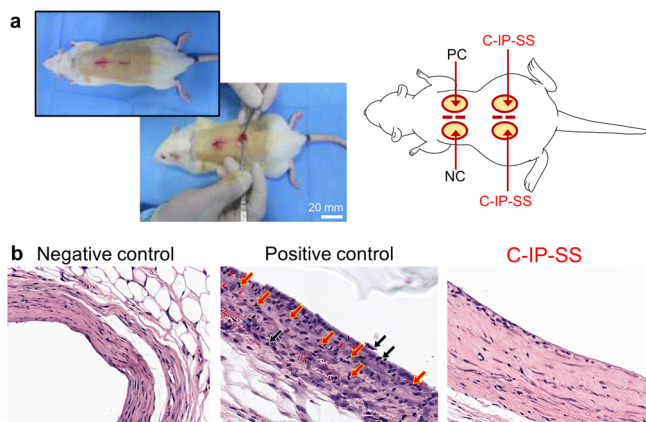 a
PC
C-IP-SS
NC
C-IP-SS
20 mm
b
Negative control
Positive control
C-IP-SS